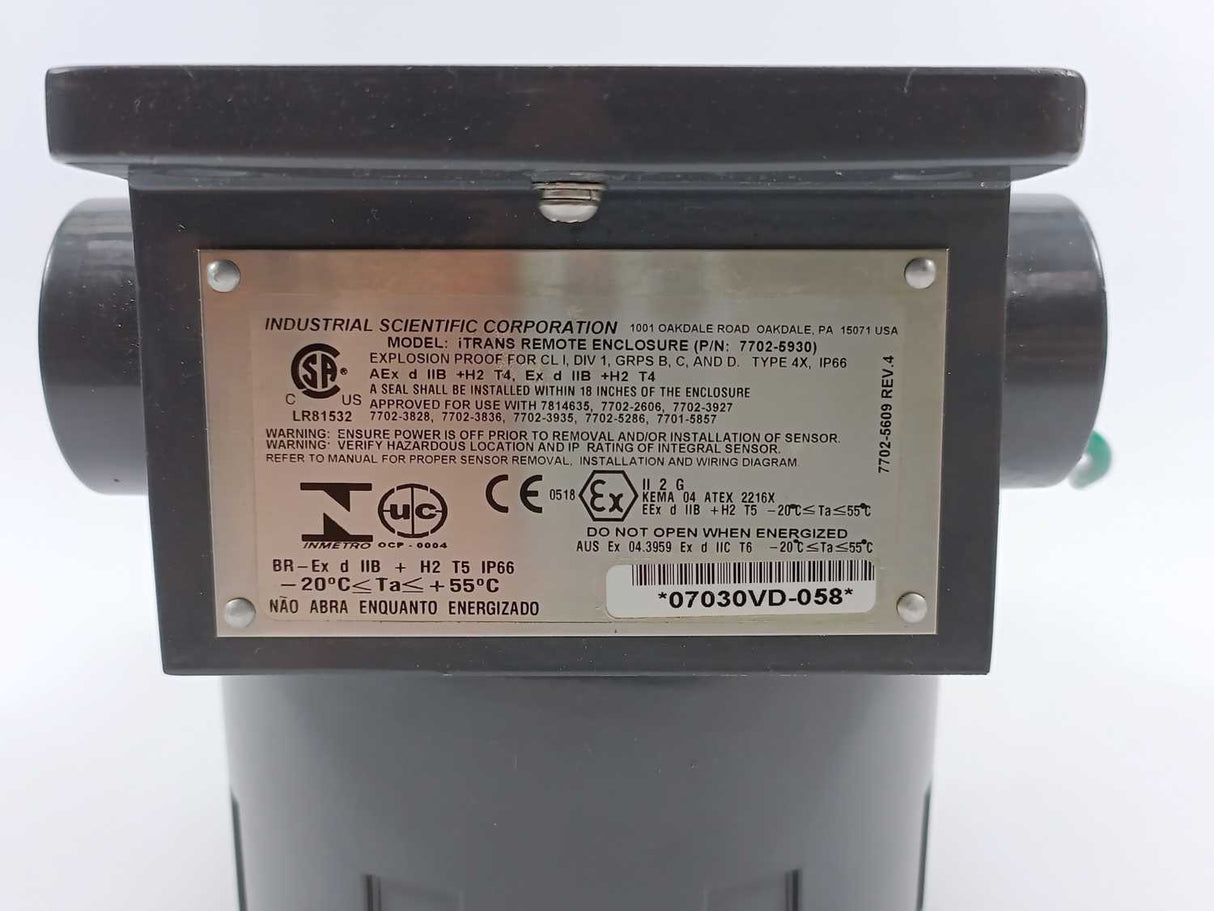 INDUSTRIAL SCIENTIFIC CORPORATION 1001 OAKDALE ROAD OAKDALE, PA 15071 USA
MODEL: iTRANS REMOTE ENCLOSURE (P/N: 7702-5930)
EXPLOSION PROOF FOR CL I, DIV 1, GRPS B, C, AND D. TYPE 4X, IP66
AEx d IIB +H2 T4, Ex d IIB +H2 T4
A SEAL SHALL BE INSTALLED WITHIN 18 INCHES OF THE ENCLOSURE
APPROVED FOR USE WITH 7814635, 7702-2606, 7702-3927
7702-3828, 7702-3836, 7702-3935, 7702-5286, 7701-5857
CSA ®
C US
LR81532
WARNING: ENSURE POWER IS OFF PRIOR TO REMOVAL AND/OR INSTALLATION OF SENSOR.
WARNING: VERIFY HAZARDOUS LOCATION AND IP RATING OF INTEGRAL SENSOR.
REFER TO MANUAL FOR PROPER SENSOR REMOVAL, INSTALLATION AND WIRING DIAGRAM.
7702-5609 REV.4
INMETRO
UC
OCP - 0004
CE 0518 Ex
II 2 G
KEMA 04 ATEX 2216X
EEx d IIB +H2 T5 -20°C≤Ta≤55°C
DO NOT OPEN WHEN ENERGIZED
AUS Ex 04.3959 Ex d IIC T6 -20°C≤Ta≤55°C
BR-Ex d IIB + H2 T5 IP66
-20ºC≤Ta≤+55ºC
NÃO ABRA ENQUANTO ENERGIZADO
*07030VD-058*